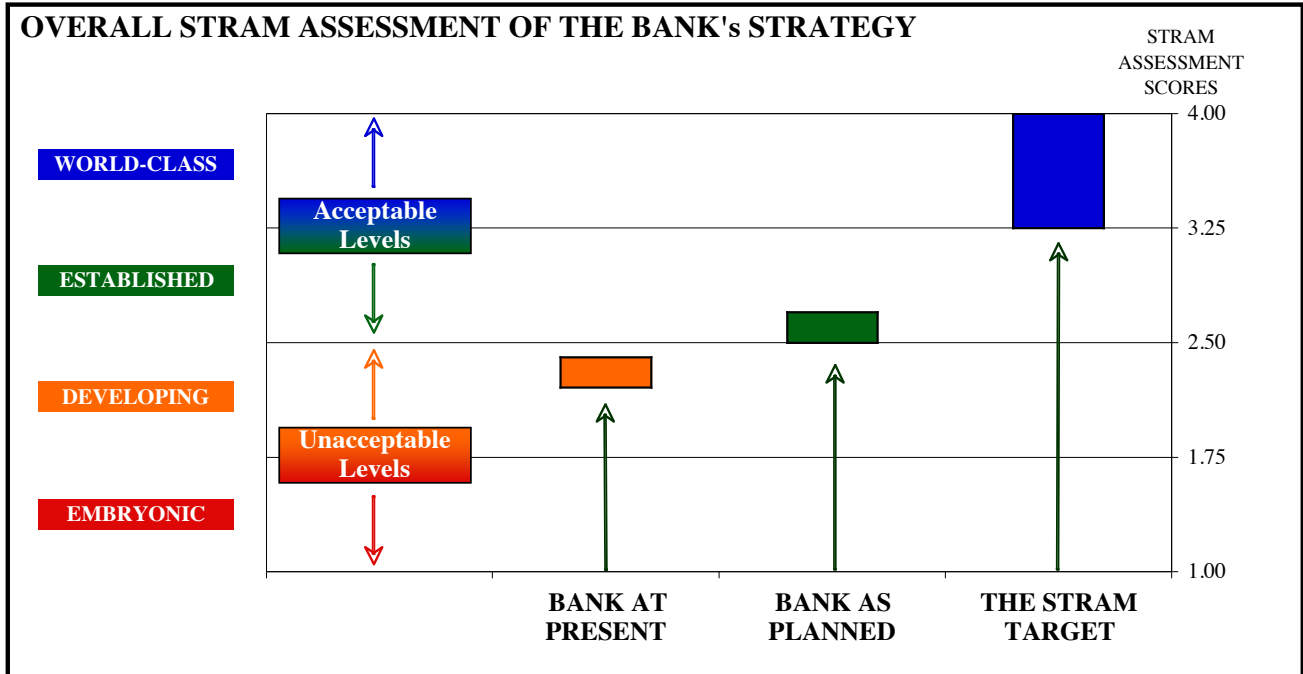 OVERALL STRAM ASSESSMENT OF THE BANK's STRATEGY
STRAM
ASSESSMENT
SCORES
4.00
WORLD-CLASS
Acceptable
Levels
3.25
ESTABLISHED
2.50
DEVELOPING
Unacceptable
Levels
1.75
EMBRYONIC
1.00
BANK AT
PRESENT
BANK AS
PLANNED
THE STRAM
TARGET